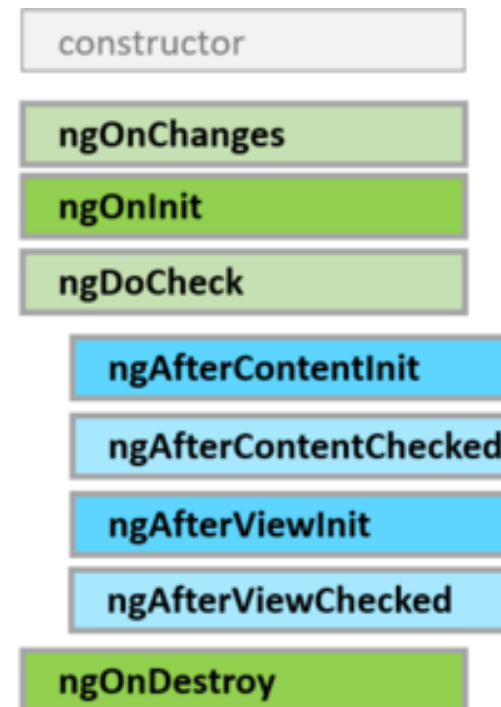 constructor
ngOnChanges
ngOnInit
ngDoCheck
ngAfterContentInit
ngAfterContentChecked
ngAfterViewInit
ngAfterViewChecked
ngOnDestroy